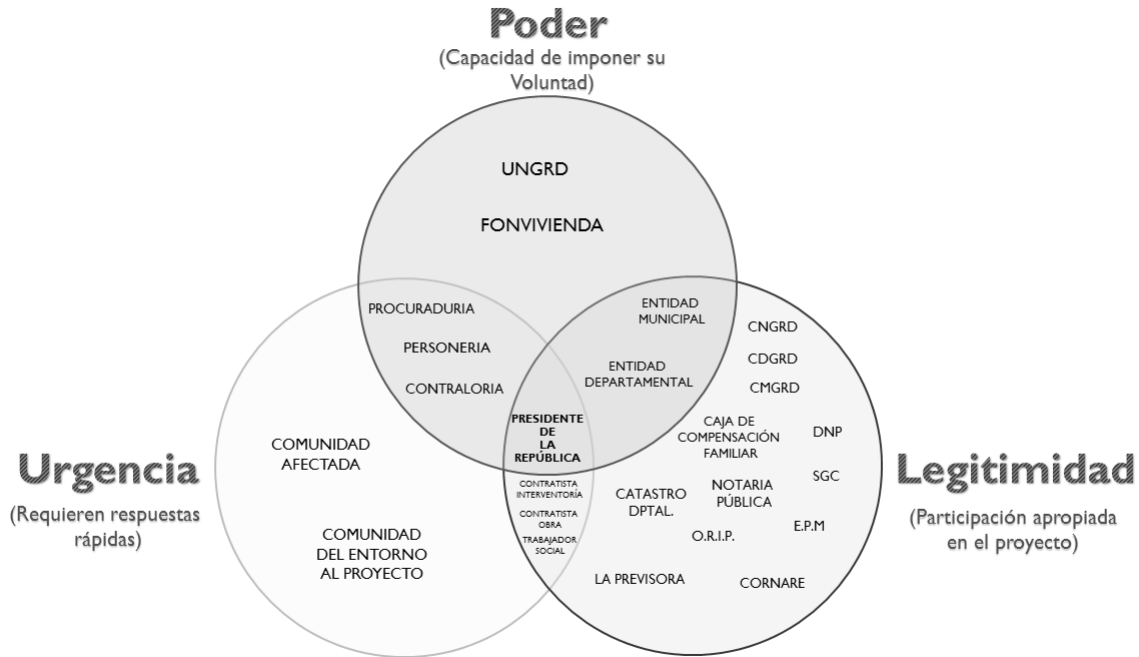 Poder
(Capacidad de imponer su
Voluntad)
UNGRD
FONVIVIENDA
PROCURADURIA
PERSONERIA
CONTRALORIA
ENTIDAD
MUNICIPAL
ENTIDAD
DEPARTAMENTAL
PRESIDENTE
DE
LA
REPÚBLICA
Urgencia
(Requieren respuestas
rápidas)
COMUNIDAD
AFECTADA
COMUNIDAD
DEL ENTORNO
AL PROYECTO
CONTRATISTA
INTERVENTORÍA
CONTRATISTA
OBRA
TRABAJADOR
SOCIAL
CNGRD
CDGRD
CMGRD
CAJA DE
COMPENSACIÓN
FAMILIAR
DNP
SGC
CATASTRO
DPTAL.
NOTARIA
PÚBLICA
O.R.I.P.
E.P.M
LA PREVISORA
CORNARE
Legitimidad
(Participación apropiada
en el proyecto)